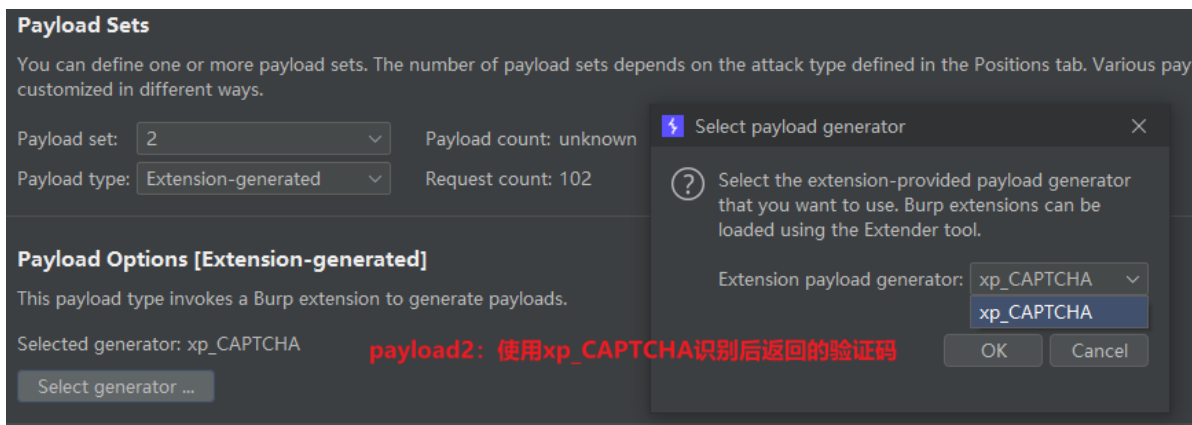 Payload Sets
You can define one or more payload sets. The number of payload sets depends on the attack type defined in the Positions tab. Various pay
customized in different ways.
Payload set: 2
Payload count: unknown
Payload type: Extension-generated
Request count: 102
Payload Options [Extension-generated]
This payload type invokes a Burp extension to generate payloads.
Selected generator: xp_CAPTCHA
Select generator ...
payload2：使用xp_CAPTCHA识别后返回的验证码
Select payload generator
Select the extension-provided payload generator
that you want to use. Burp extensions can be
loaded using the Extender tool.
Extension payload generator: xp_CAPTCHA
xp_CAPTCHA
OK
Cancel